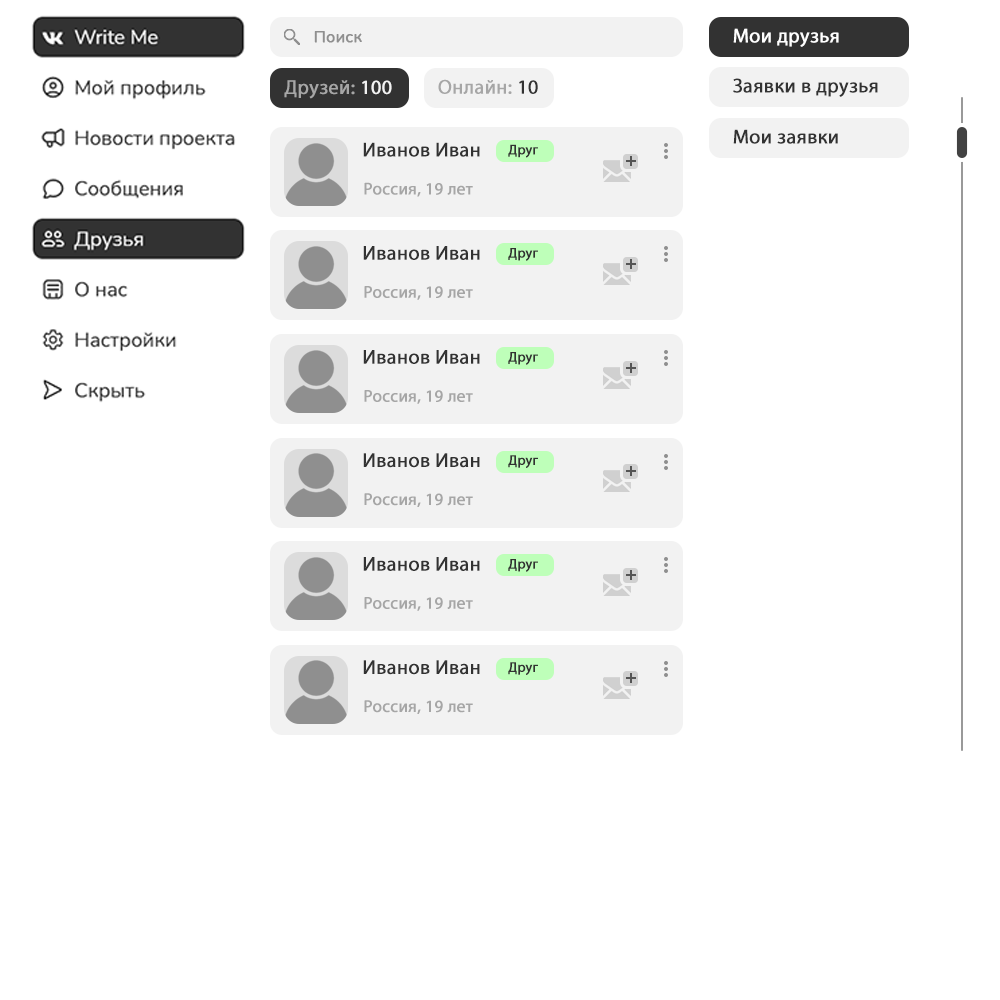 Write Me
Мой профиль
Новости проекта
Сообщения
Друзья
О нас
Настройки
Скрыть
Поиск
Друзей: 100
Онлайн: 10
Иванов Иван
Друг
Россия, 19 лет
Иванов Иван
Друг
Россия, 19 лет
Иванов Иван
Друг
Россия, 19 лет
Иванов Иван
Друг
Россия, 19 лет
Иванов Иван
Друг
Россия, 19 лет
Иванов Иван
Друг
Россия, 19 лет
Мои друзья
Заявки в друзья
Мои заявки